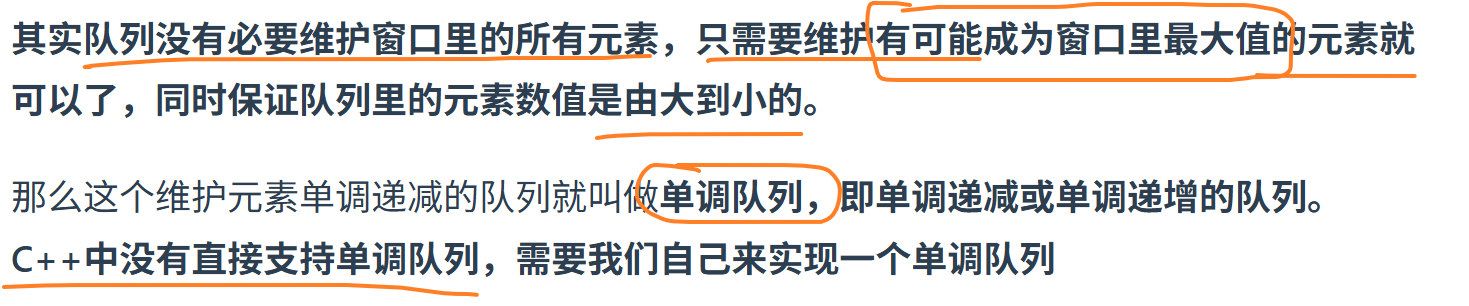 其实队列没有必要维护窗口里的所有元素，只需要维护有可能成为窗口里最大值的元素就
可以了，同时保证队列里的元素数值是由大到小的。
那么这个维护元素单调递减的队列就叫做单调队列，即单调递减或单调递增的队列。
C++中没有直接支持单调队列，需要我们自己来实现一个单调队列